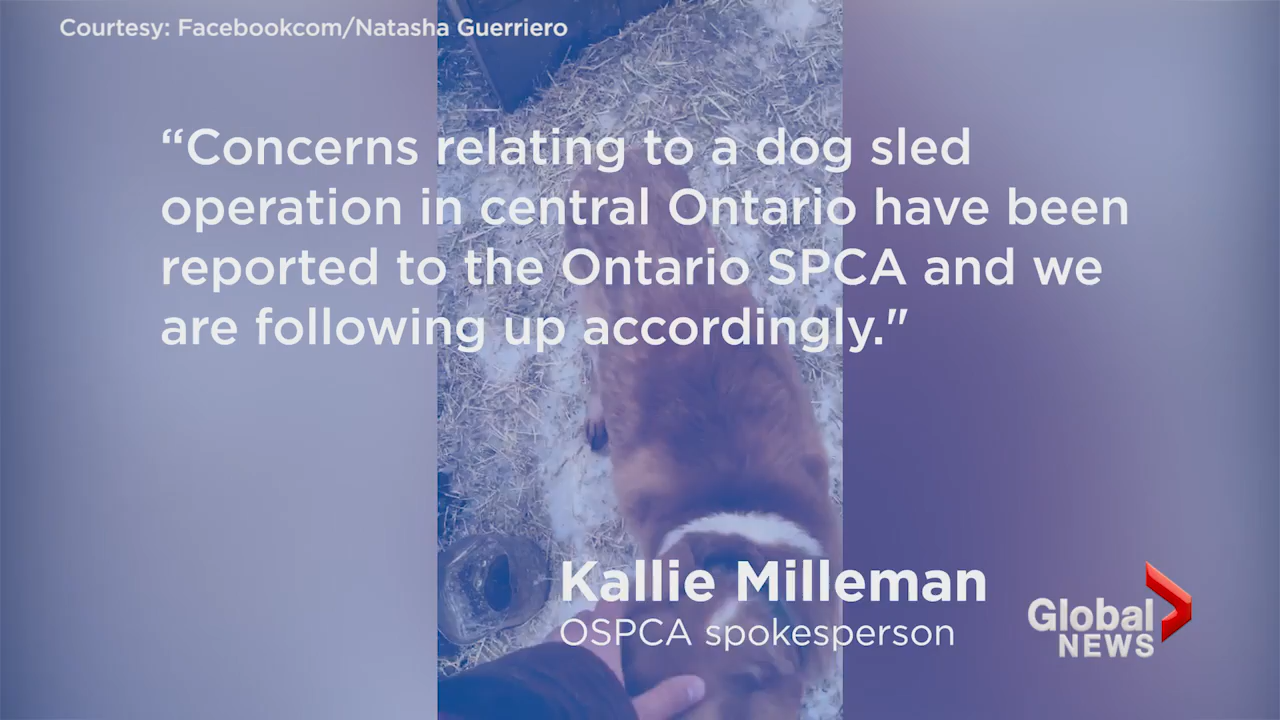 Courtesy: Facebookcom/Natasha Guerriero
“Concerns relating to a dog sled
operation in central Ontario have been
reported to the Ontario SPCA and we
are following up accordingly."
Kallie Milleman
OSPCA spokesperson
Global
NEWS